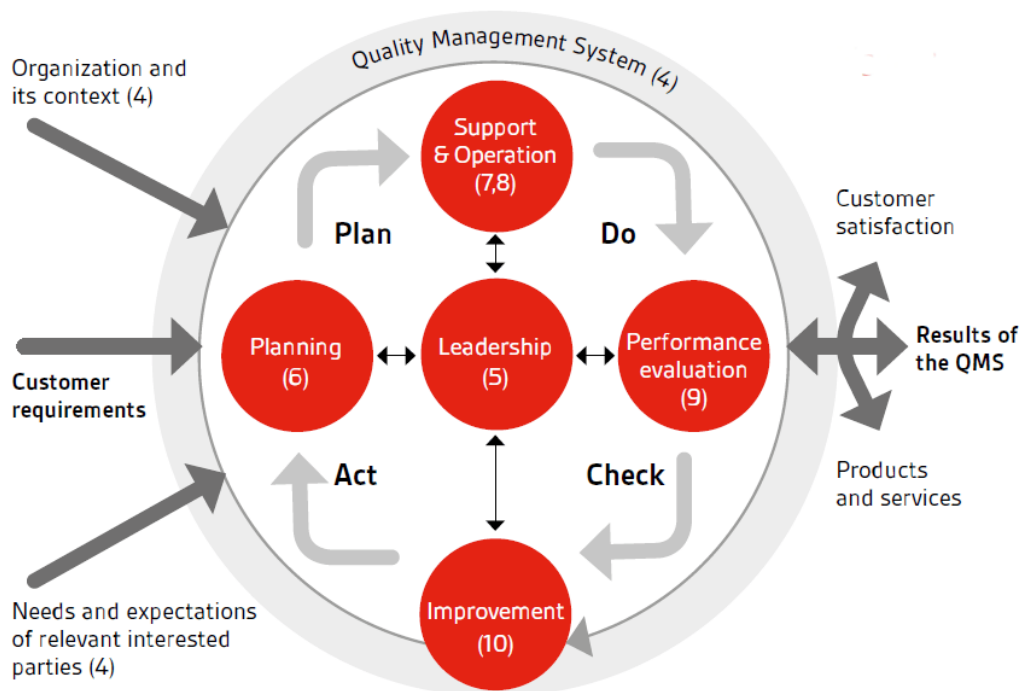 Quality Management System (4)
Organization and
its context (4)
Support
& Operation
(7,8)
Plan
Do
Customer
satisfaction
Planning
(6)
Leadership
(5)
Performance
evaluation
(9)
Results of
the QMS
Customer
requirements
Act
Check
Products
and services
Needs and expectations
of relevant interested
parties (4)
Improvement
(10)